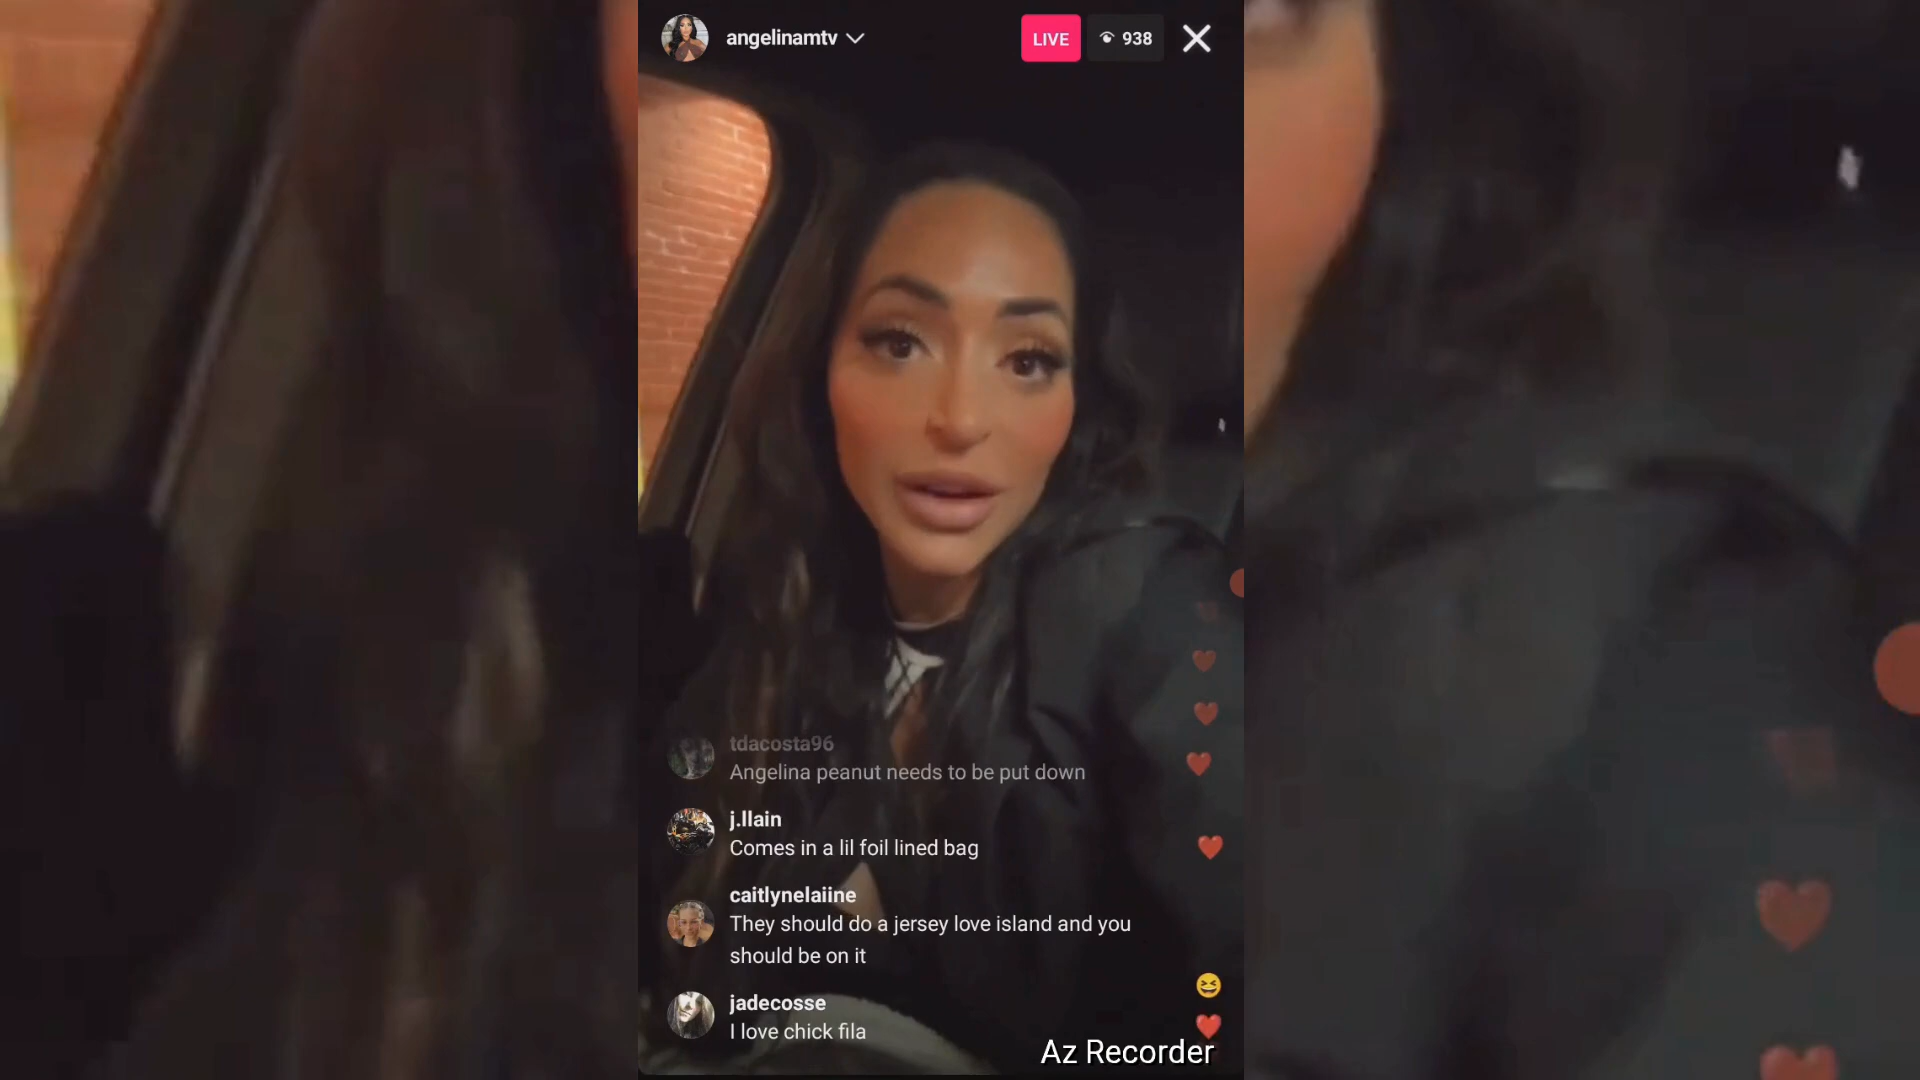 angelinamtv
LIVE
938
tdacosta96
Angelina peanut needs to be put down
j.llain
Comes in a lil foil lined bag
caitlynelaiine
They should do a jersey love island and you
should be on it
jadecosse
I love chick fila
Az Recorder